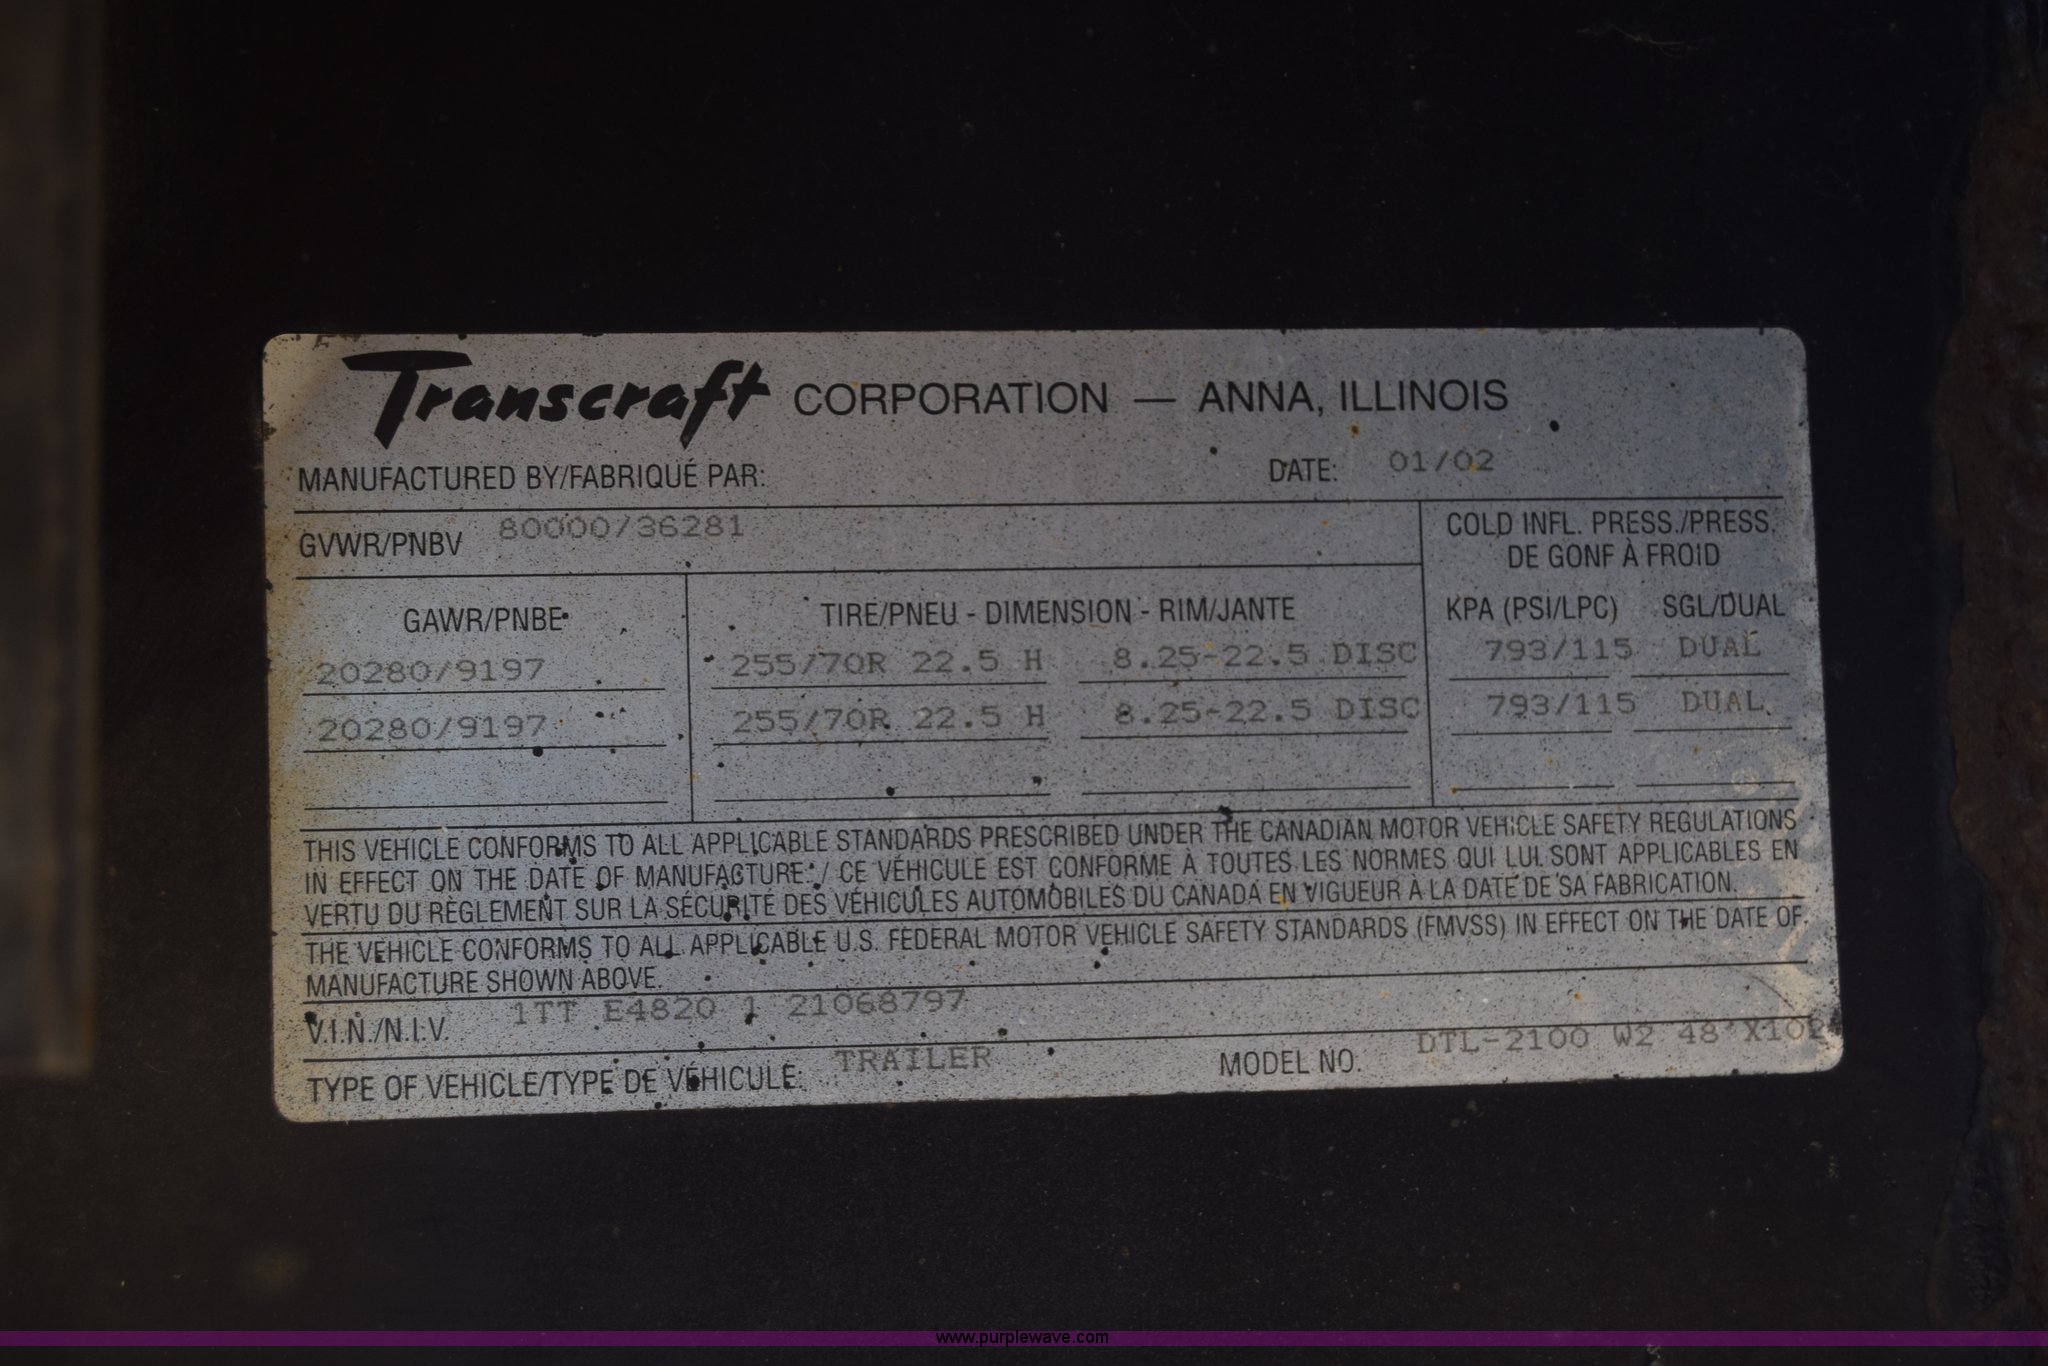 Transcraft CORPORATION — ANNA, ILLINOIS
MANUFACTURED BY/FABRIQUÉ PAR: DATE: 01/02
GVWR/PNBV 80000/36281
COLD INFL. PRESS./PRESS.
DE GONF À FROID
GAWR/PNBE TIRE/PNEU - DIMENSION - RIM/JANTE KPA (PSI/LPC) SGL/DUAL
20280/9197 255/70R 22.5 H 8.25-22.5 DISC 793/115 DUAL
20280/9197 255/70R 22.5 H 8.25-22.5 DISC 793/115 DUAL
THIS VEHICLE CONFORMS TO ALL APPLICABLE STANDARDS PRESCRIBED UNDER THE CANADIAN MOTOR VEHICLE SAFETY REGULATIONS
IN EFFECT ON THE DATE OF MANUFACTURE. / CE VÉHICULE EST CONFORME À TOUTES LES NORMES QUI LUI SONT APPLICABLES EN
VERTU DU RÈGLEMENT SUR LA SÉCURITÉ DES VÉHICULES AUTOMOBILES DU CANADA EN VIGUEUR À LA DATE DE SA FABRICATION.
THE VEHICLE CONFORMS TO ALL APPLICABLE U.S. FEDERAL MOTOR VEHICLE SAFETY STANDARDS (FMVSS) IN EFFECT ON THE DATE OF
MANUFACTURE SHOWN ABOVE.
V.I.N./N.I.V. 1TT E4820 1 21068797
TYPE OF VEHICLE/TYPE DE VÉHICULE: TRAILER MODEL NO. DTL-2100 W2 48'X102
www.purplewave.com